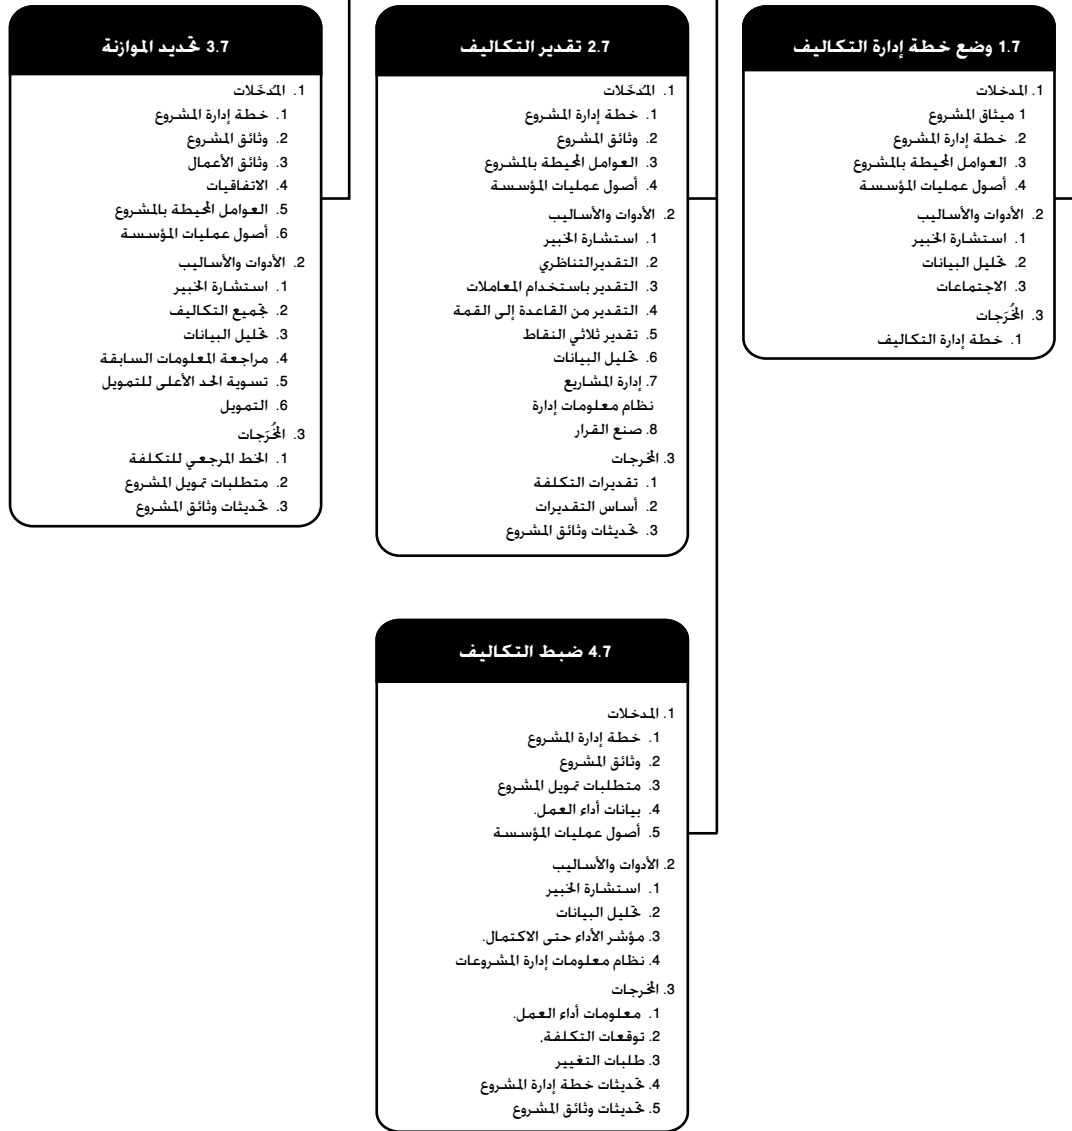 1.7 وضع خطة إدارة التكاليف
1. المدخلات
1 ميثاق المشروع
2. خطة إدارة المشروع
3. العوامل المحيطة بالمشروع
4. أصول عمليات المؤسسة
2. الأدوات والأساليب
1. استشارة الخبير
2. تحليل البيانات
3. الاجتماعات
3. المُخرَجات
1. خطة إدارة التكاليف
2.7 تقدير التكاليف
1. المُدخَلات
1. خطة إدارة المشروع
2. وثائق المشروع
3. العوامل المحيطة بالمشروع
4. أصول عمليات المؤسسة
2. الأدوات والأساليب
1. استشارة الخبير
2. التقديرالتناظري
3. التقدير باستخدام المعاملات
4. التقدير من القاعدة إلى القمة
5. تقدير ثلاثي النقاط
6. تحليل البيانات
7. إدارة المشاريع
نظام معلومات إدارة
8. صنع القرار
3. المخرجات
1. تقديرات التكلفة
2. أساس التقديرات
3. تحديثات وثائق المشروع
3.7 تحديد الموازنة
1. المُدخَلات
1. خطة إدارة المشروع
2. وثائق المشروع
3. وثائق الأعمال
4. الاتفاقيات
5. العوامل المحيطة بالمشروع
6. أصول عمليات المؤسسة
2. الأدوات والأساليب
1. استشارة الخبير
2. تجميع التكاليف
3. تحليل البيانات
4. مراجعة المعلومات السابقة
5. تسوية الحد الأعلى للتمويل
6. التمويل
3. المُخرَجات
1. الخط المرجعي للتكلفة
2. متطلبات تمويل المشروع
3. تحديثات وثائق المشروع
4.7 ضبط التكاليف
1. المدخلات
1. خطة إدارة المشروع
2. وثائق المشروع
3. متطلبات تمويل المشروع
4. بيانات أداء العمل.
5. أصول عمليات المؤسسة
2. الأدوات والأساليب
1. استشارة الخبير
2. تحليل البيانات
3. مؤشر الأداء حتى الاكتمال.
4. نظام معلومات إدارة المشروعات
3. المخرجات
1. معلومات أداء العمل.
2. توقعات التكلفة.
3. طلبات التغيير
4. تحديثات خطة إدارة المشروع
5. تحديثات وثائق المشروع